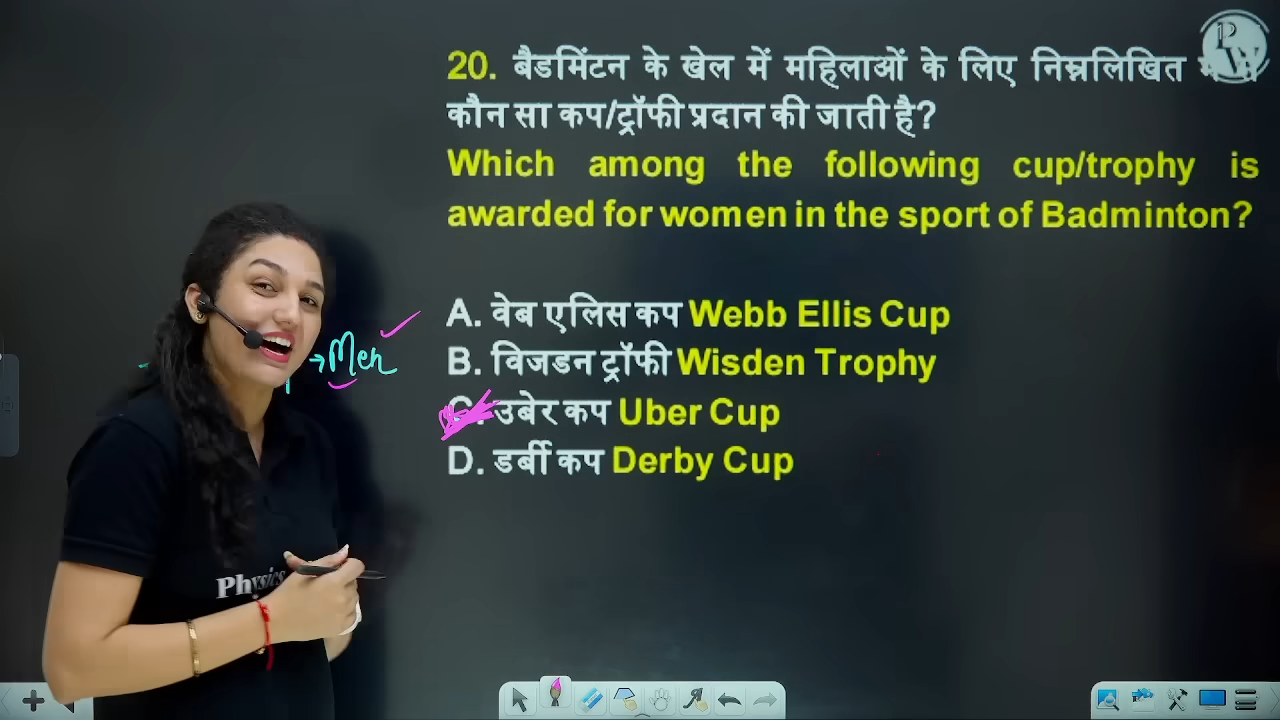 20. बैडमिंटन के खेल में महिलाओं के लिए निम्नलिखित
कौन सा कप/ट्रॉफी प्रदान की जाती है?
Which among the following cup/trophy is
awarded for women in the sport of Badminton?
A. वेब एलिस कप Webb Ellis Cup
B. विजडन ट्रॉफी Wisden Trophy
C. उबेर कप Uber Cup
D. डर्बी कप Derby Cup
→Men
Physics
PW